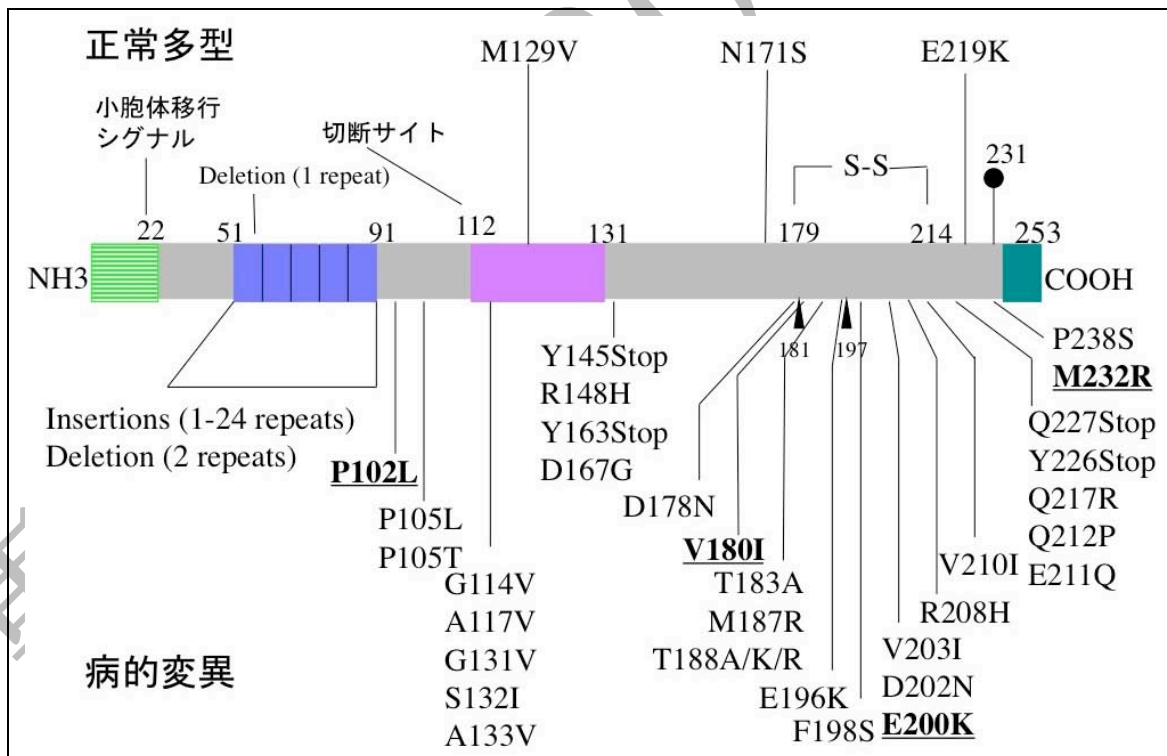 正常多型
M129V
N171S
E219K
小胞体移行
シグナル
切断サイト
Deletion (1 repeat)
S-S
231
22
51
91
112
131
179
214
253
NH3
COOH
181
197
Insertions (1-24 repeats)
Deletion (2 repeats)
P102L
P105L
P105T
G114V
A117V
G131V
S132I
A133V
Y145Stop
R148H
Y163Stop
D167G
D178N
V180I
T183A
M187R
T188A/K/R
E196K
F198S
V203I
D202N
E200K
R208H
V210I
P238S
M232R
Q227Stop
Y226Stop
Q217R
Q212P
E211Q
病的変異